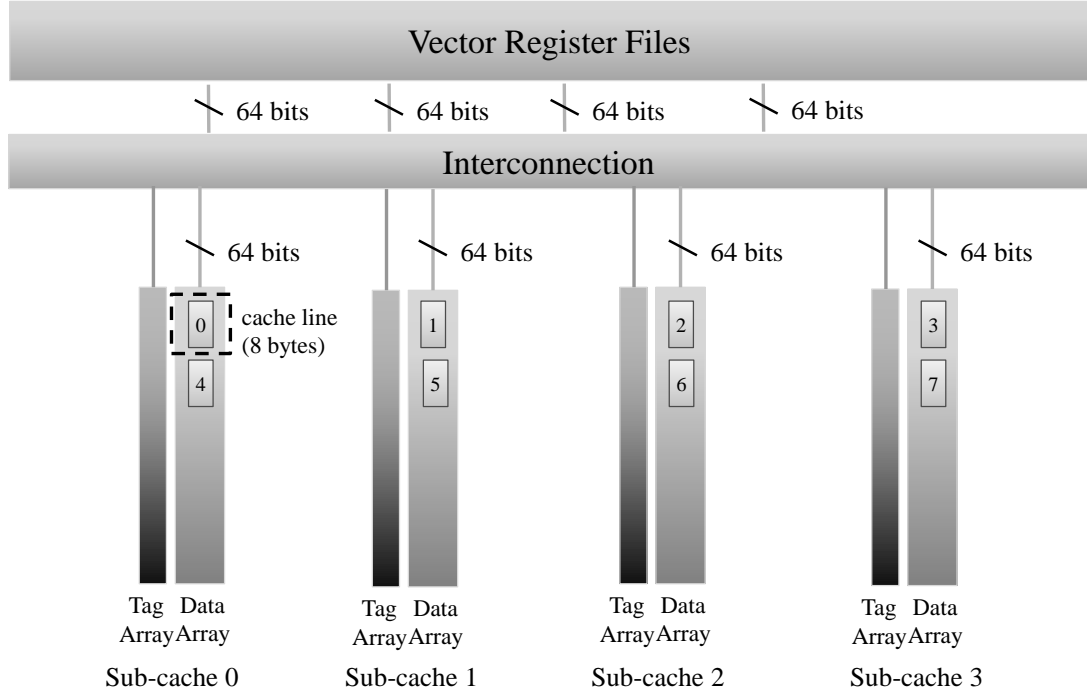 Vector Register Files
64 bits 64 bits 64 bits 64 bits
Interconnection
64 bits 64 bits 64 bits 64 bits
0 cache line 1 2 3
(8 bytes)
4 5 6 7
Tag Data Tag Data Tag Data Tag Data
Array Array Array Array Array Array Array Array
Sub-cache 0 Sub-cache 1 Sub-cache 2 Sub-cache 3